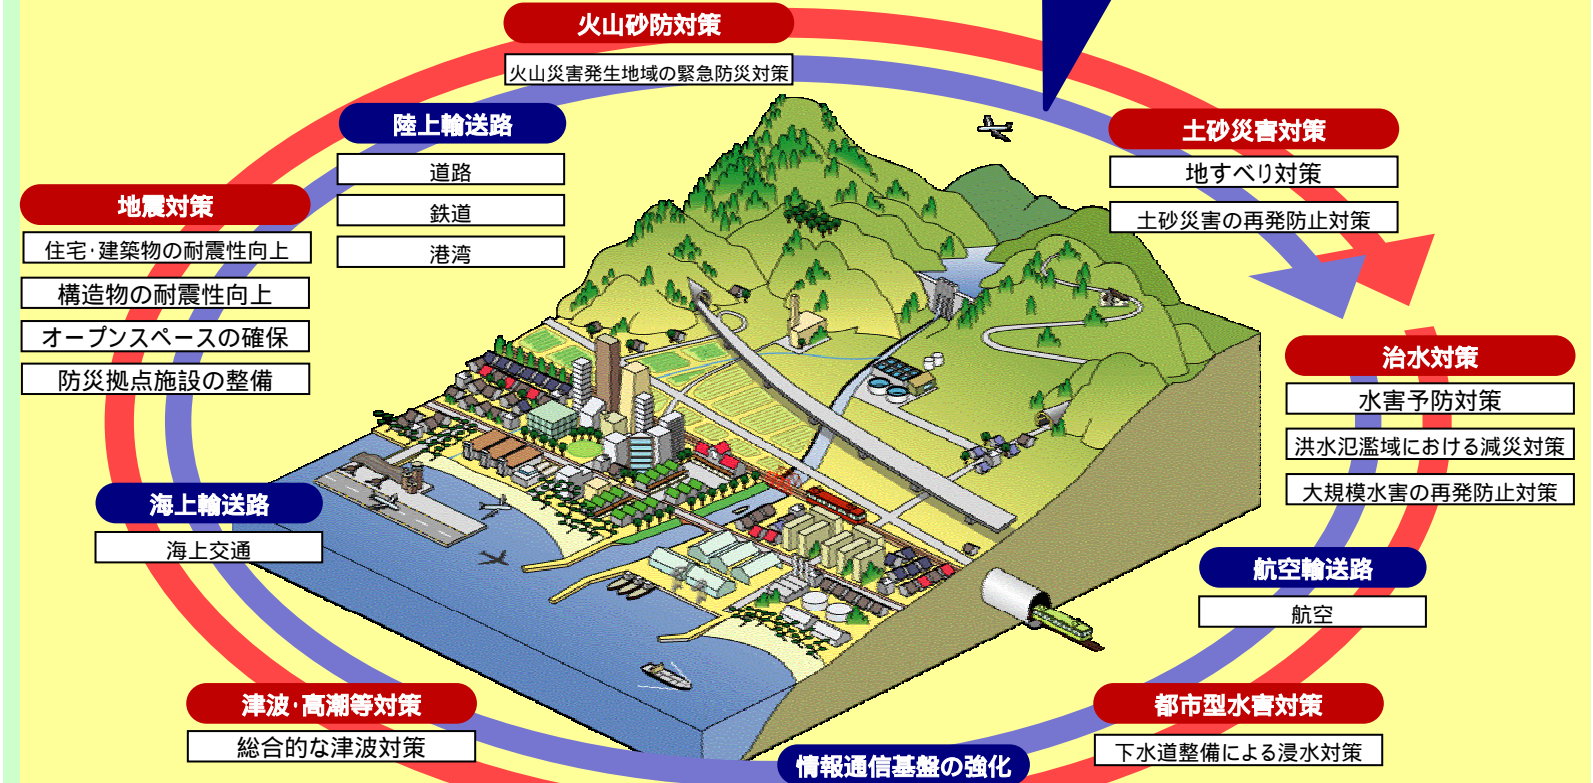 火山砂防対策
火山災害発生地域の緊急防災対策
陸上輸送路
道路
鉄道
港湾
土砂災害対策
地すべり対策
土砂災害の再発防止対策
地震対策
住宅･建築物の耐震性向上
構造物の耐震性向上
オープンスペースの確保
防災拠点施設の整備
治水対策
水害予防対策
洪水氾濫域における減災対策
大規模水害の再発防止対策
海上輸送路
海上交通
航空輸送路
航空
津波･高潮等対策
総合的な津波対策
都市型水害対策
下水道整備による浸水対策
情報通信基盤の強化